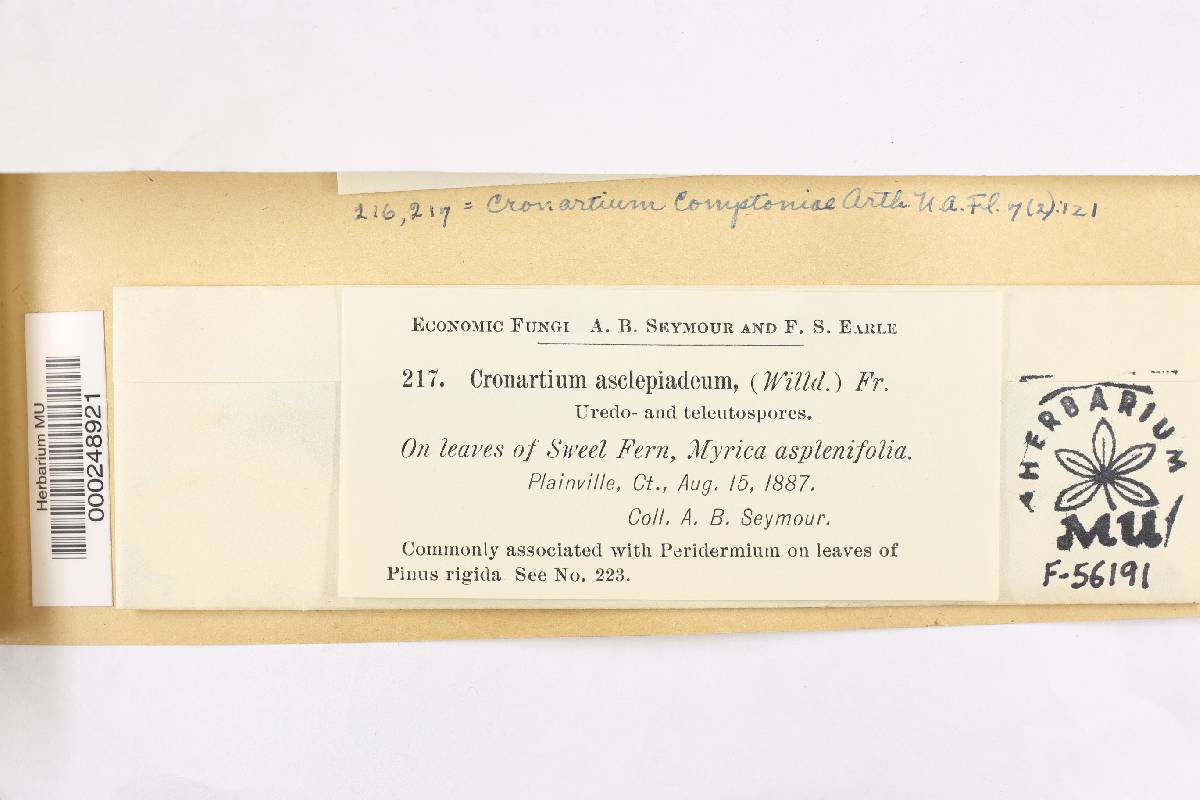 216, 217 = Cronartium Comptoniae Arth N.A.Fl. 7(2):121
Economic Fungi A. B. Seymour and F. S. Earle
217. Cronartium asclepiadeum, (Willd.) Fr.
Uredo- and teleutospores.
On leaves of Sweet Fern, Myrica asplenifolia.
Plainville, Ct., Aug. 15, 1887.
Coll. A. B. Seymour.
Commonly associated with Peridermium on leaves of
Pinus rigida See No. 223.
Herbarium MU
000248921
HERBARIUM
MU
F-56191